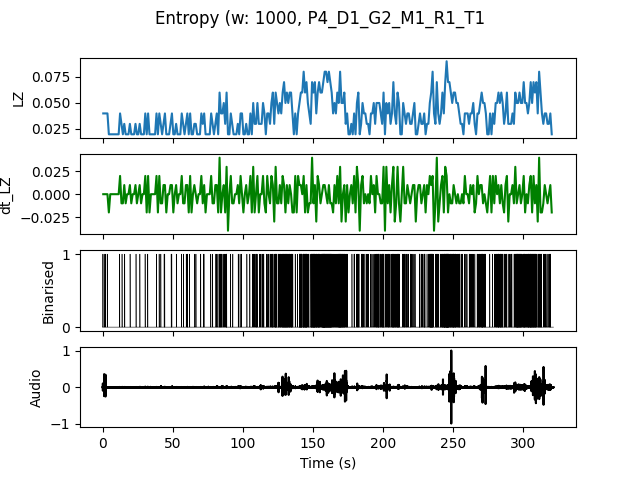 Entropy (w: 1000, P4_D1_G2_M1_R1_T1
LZ
0.075
0.050
0.025
dt_LZ
0.025
0.000
−0.025
Binarised
1
0
Audio
1
0
−1
0 50 100 150 200 250 300
Time (s)